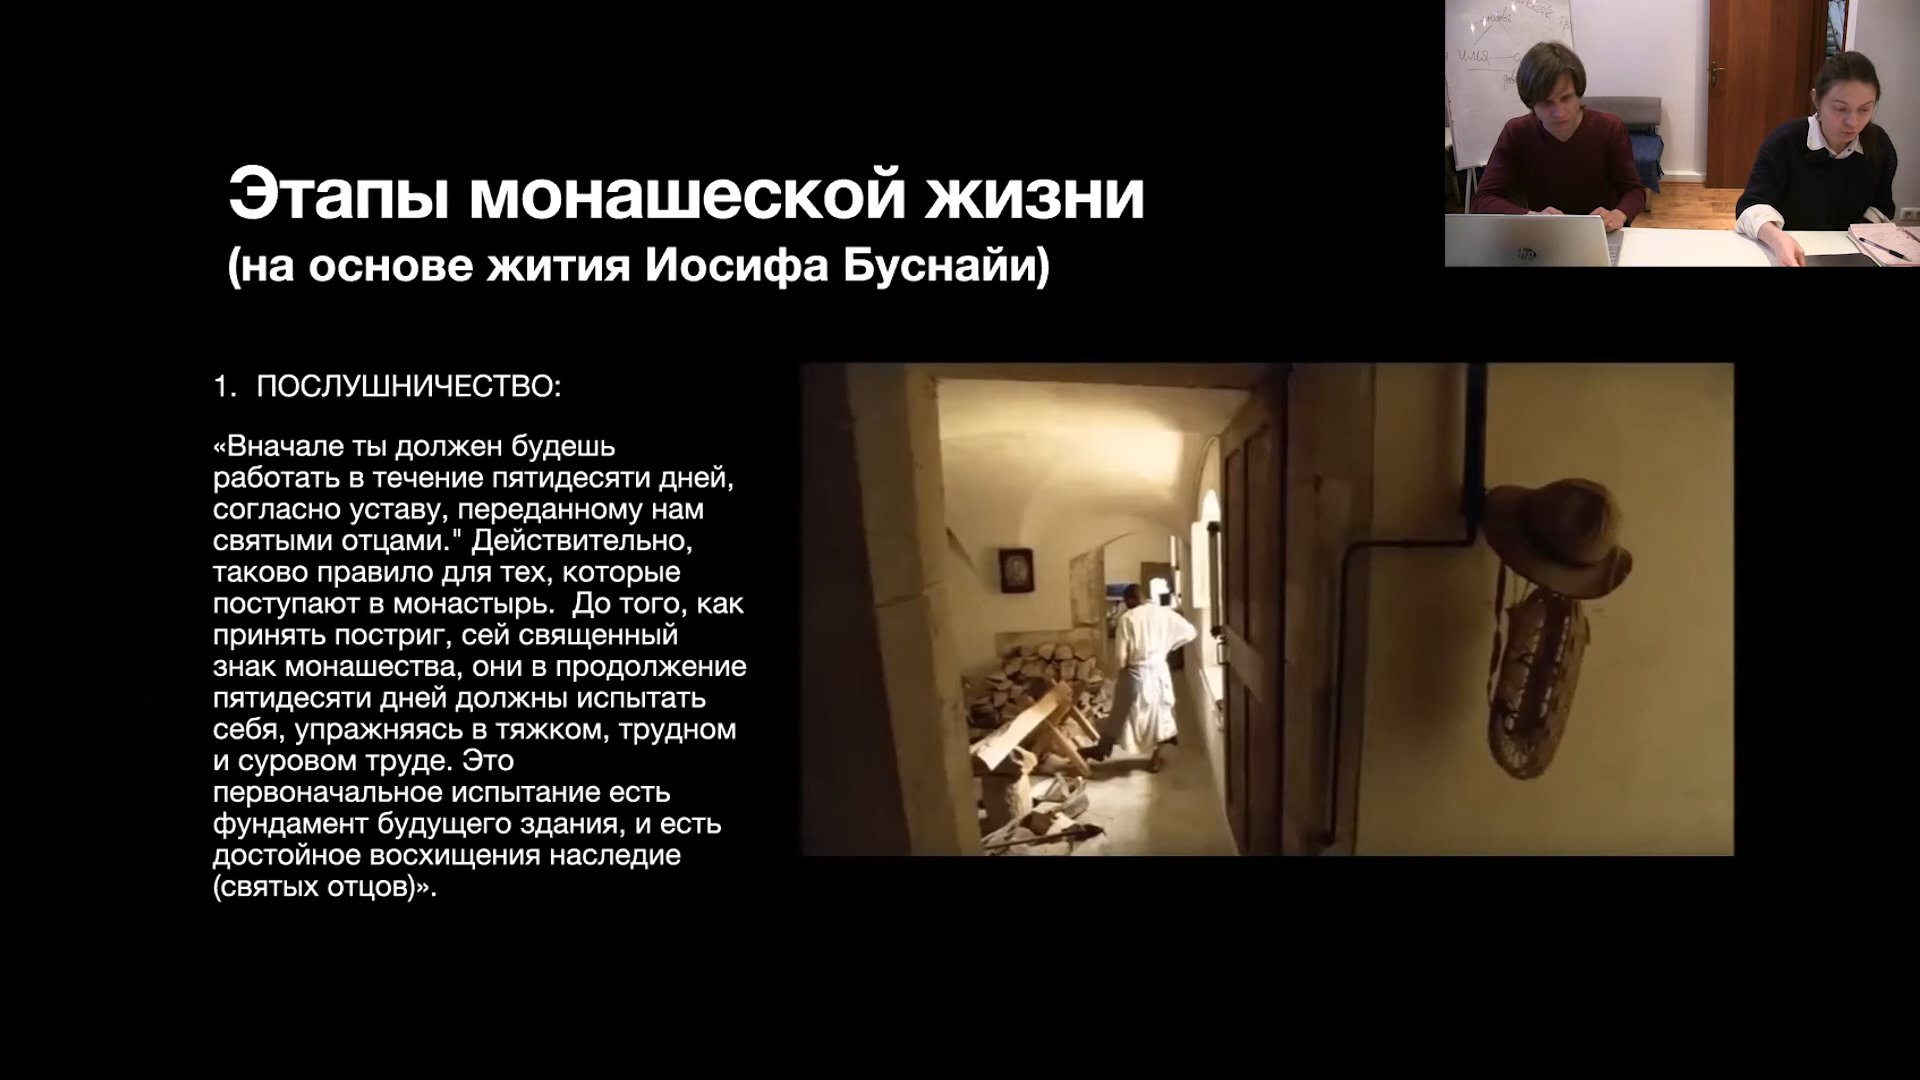 Этапы монашеской жизни
(на основе жития Иосифа Буснайи)
1. ПОСЛУШНИЧЕСТВО:
«Вначале ты должен будешь
работать в течение пятидесяти дней,
согласно уставу, переданному нам
святыми отцами." Действительно,
таково правило для тех, которые
поступают в монастырь.  До того, как
принять постриг, сей священный
знак монашества, они в продолжение
пятидесяти дней должны испытать
себя, упражняясь в тяжком, трудном
и суровом труде. Это
первоначальное испытание есть
фундамент будущего здания, и есть
достойное восхищения наследие
(святых отцов)».
имя
hp